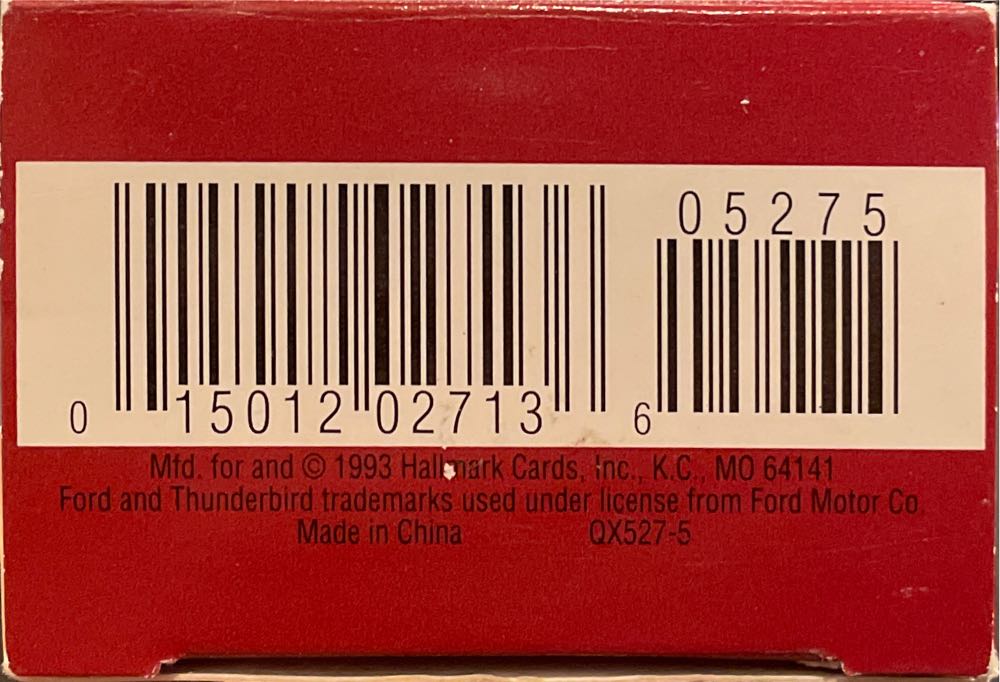 05275
0 15012 02713 6
Mfd. for and © 1993 Hallmark Cards, Inc., K.C., MO 64141
Ford and Thunderbird trademarks used under license from Ford Motor Co.
Made in China QX527-5